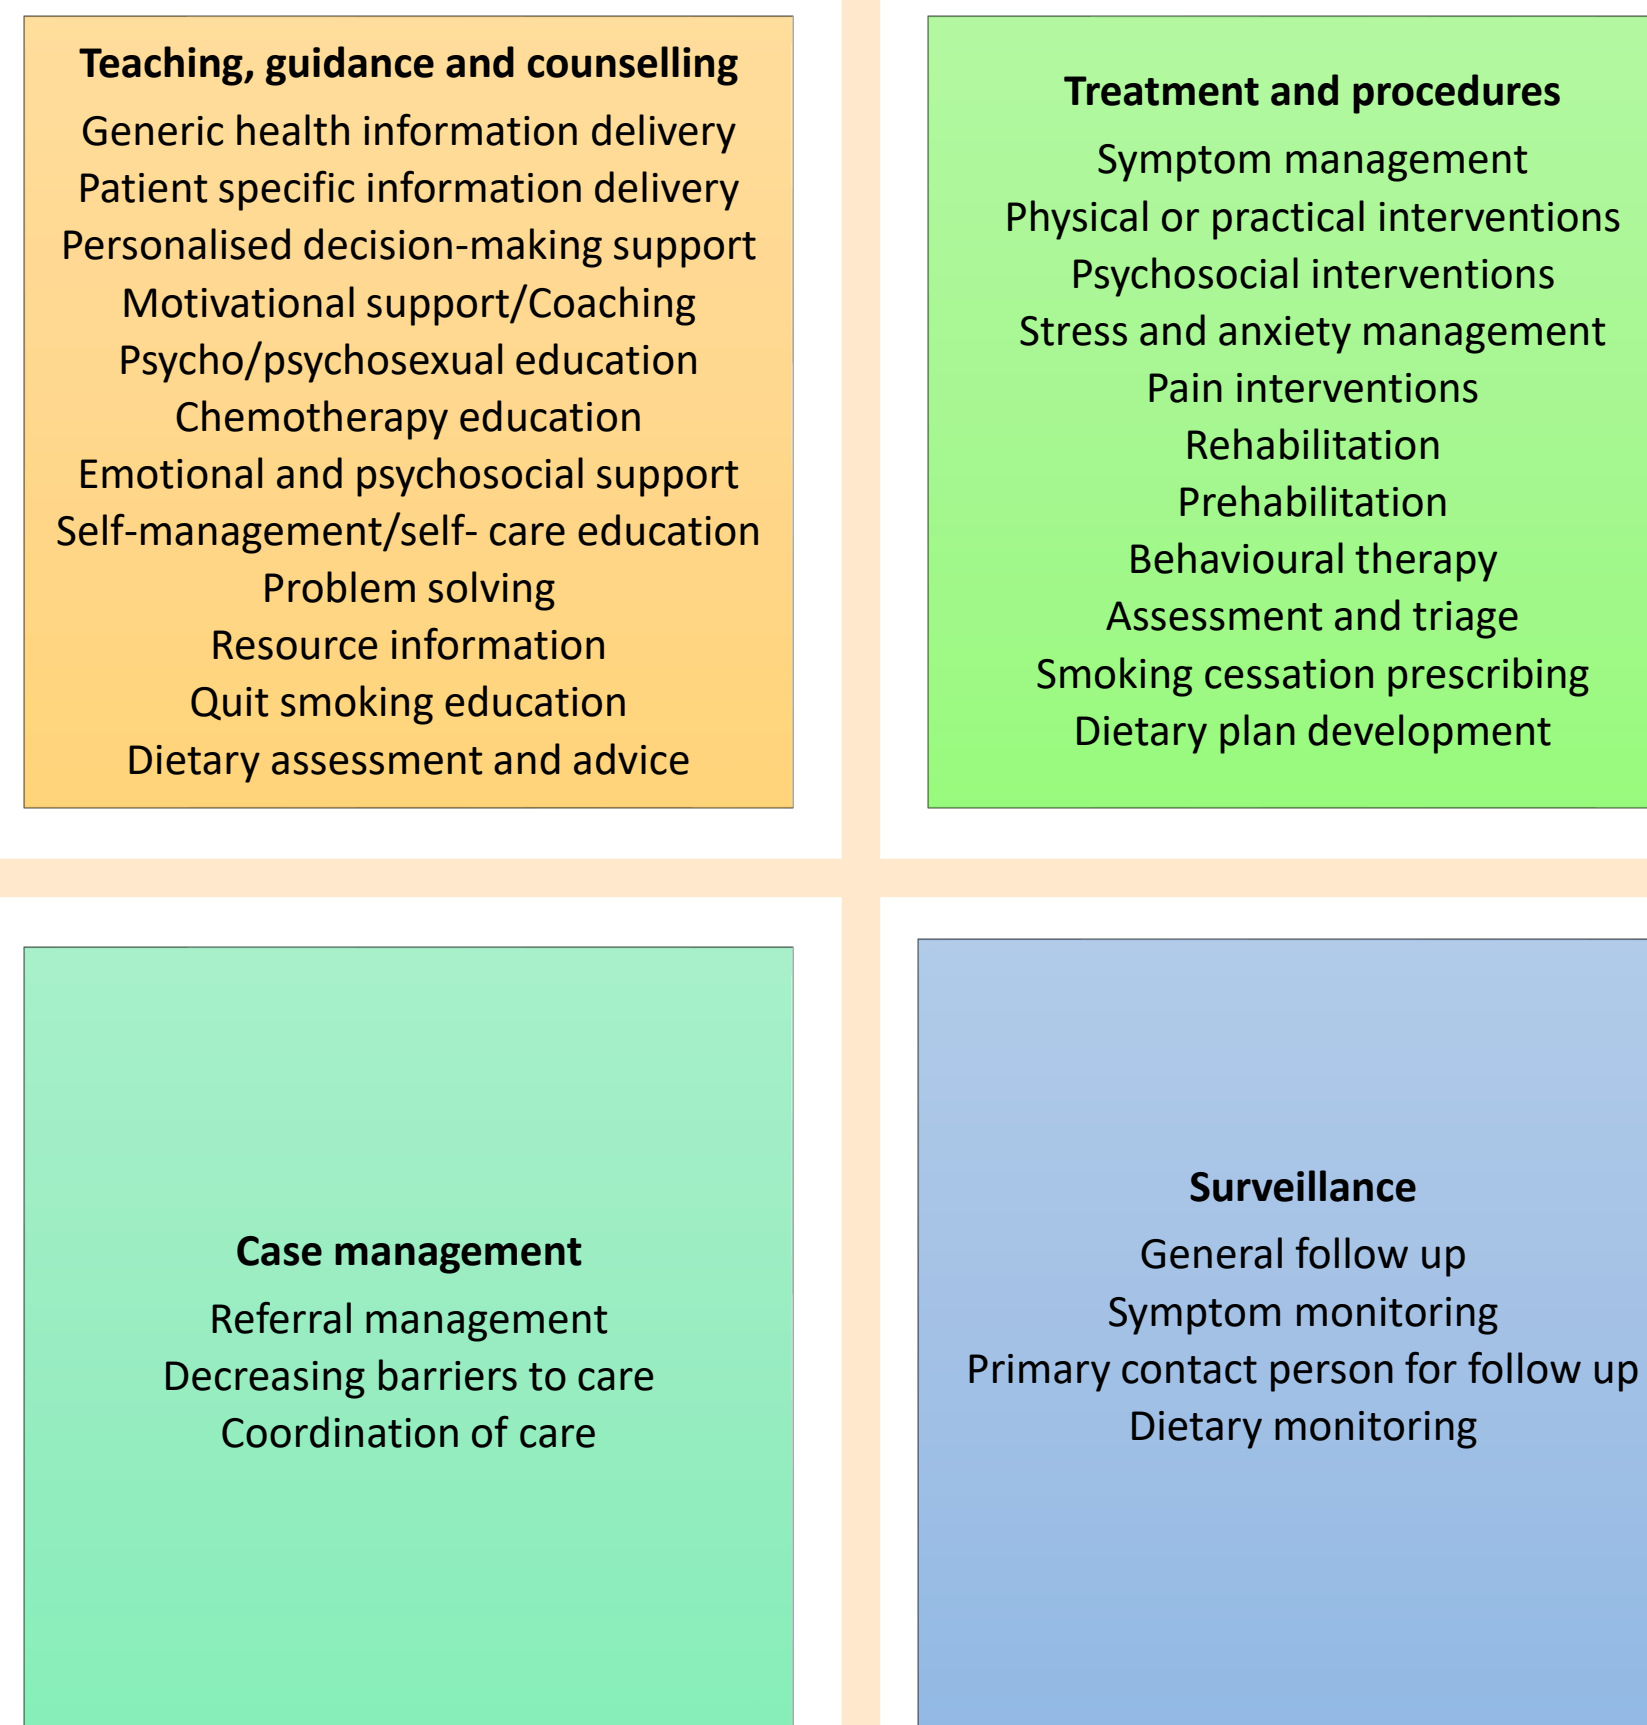 Teaching, guidance and counselling
Generic health information delivery
Patient specific information delivery
Personalised decision-making support
Motivational support/Coaching
Psycho/psychosexual education
Chemotherapy education
Emotional and psychosocial support
Self-management/self- care education
Problem solving
Resource information
Quit smoking education
Dietary assessment and advice
Treatment and procedures
Symptom management
Physical or practical interventions
Psychosocial interventions
Stress and anxiety management
Pain interventions
Rehabilitation
Prehabilitation
Behavioural therapy
Assessment and triage
Smoking cessation prescribing
Dietary plan development
Case management
Referral management
Decreasing barriers to care
Coordination of care
Surveillance
General follow up
Symptom monitoring
Primary contact person for follow up
Dietary monitoring